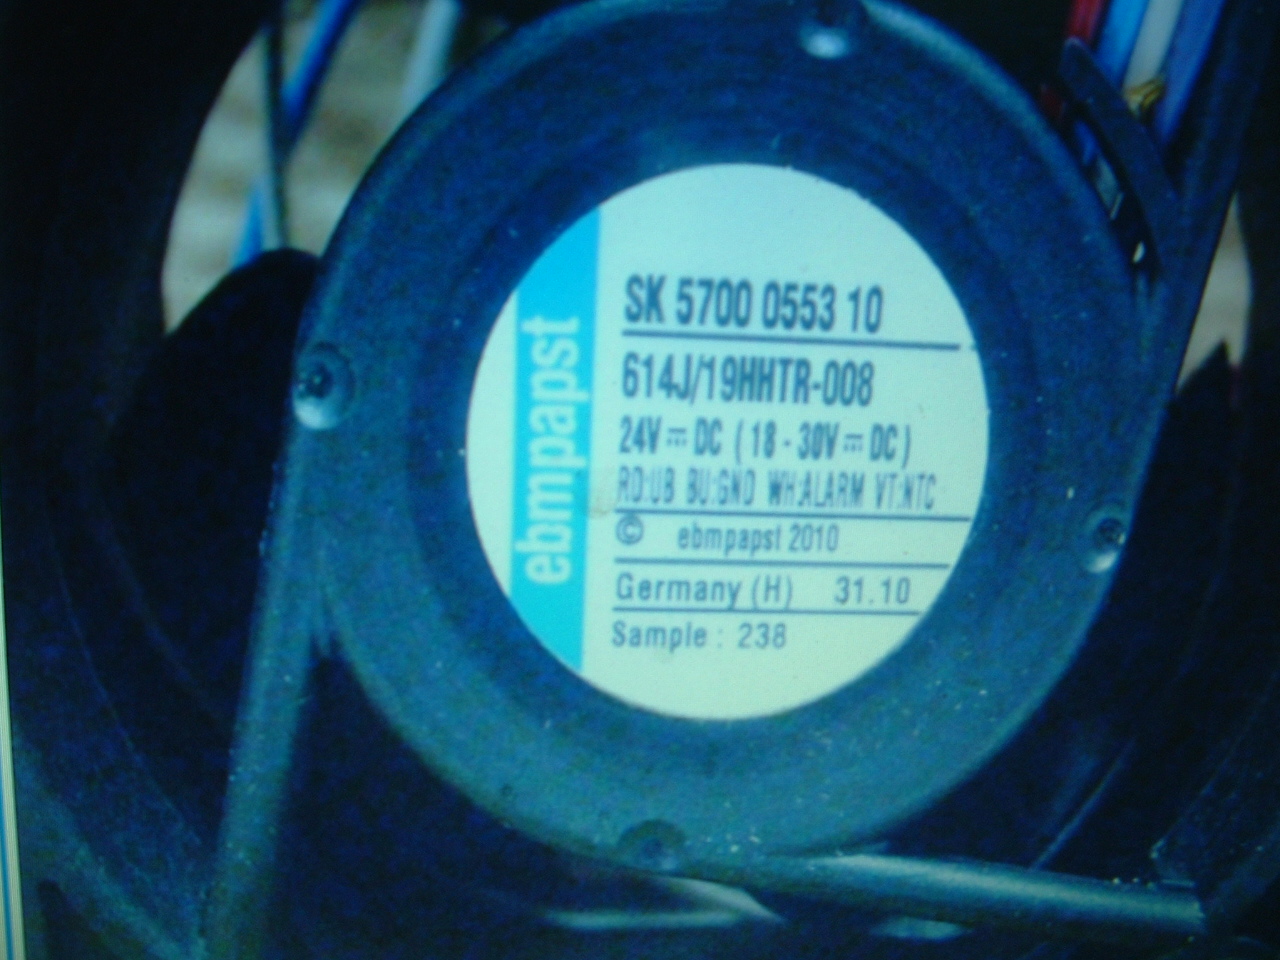 ebmpapst
SK 5700 0553 10
614J/19HHTR-008
24V⎓DC (18 - 30V⎓DC)
RD:UB BU:GND WH:ALARM VT:NTC
© ebmpapst 2010
Germany (H) 31.10
Sample : 238